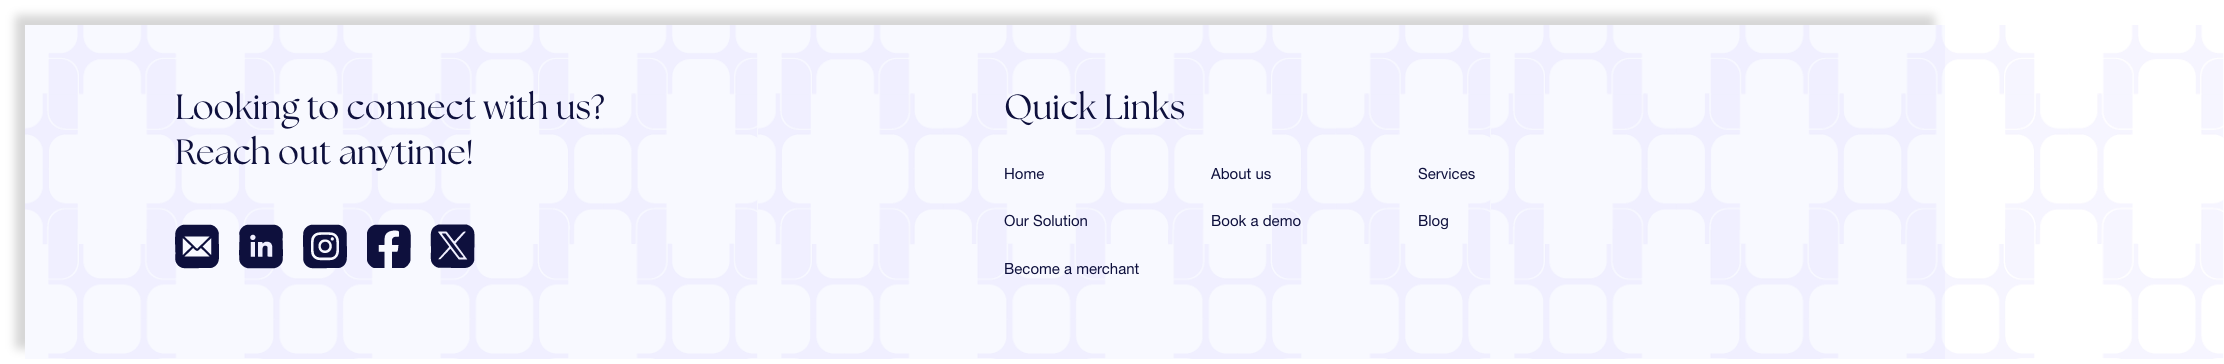 Looking to connect with us?
Reach out anytime!
Quick Links
Home
About us
Services
Our Solution
Book a demo
Blog
Become a merchant